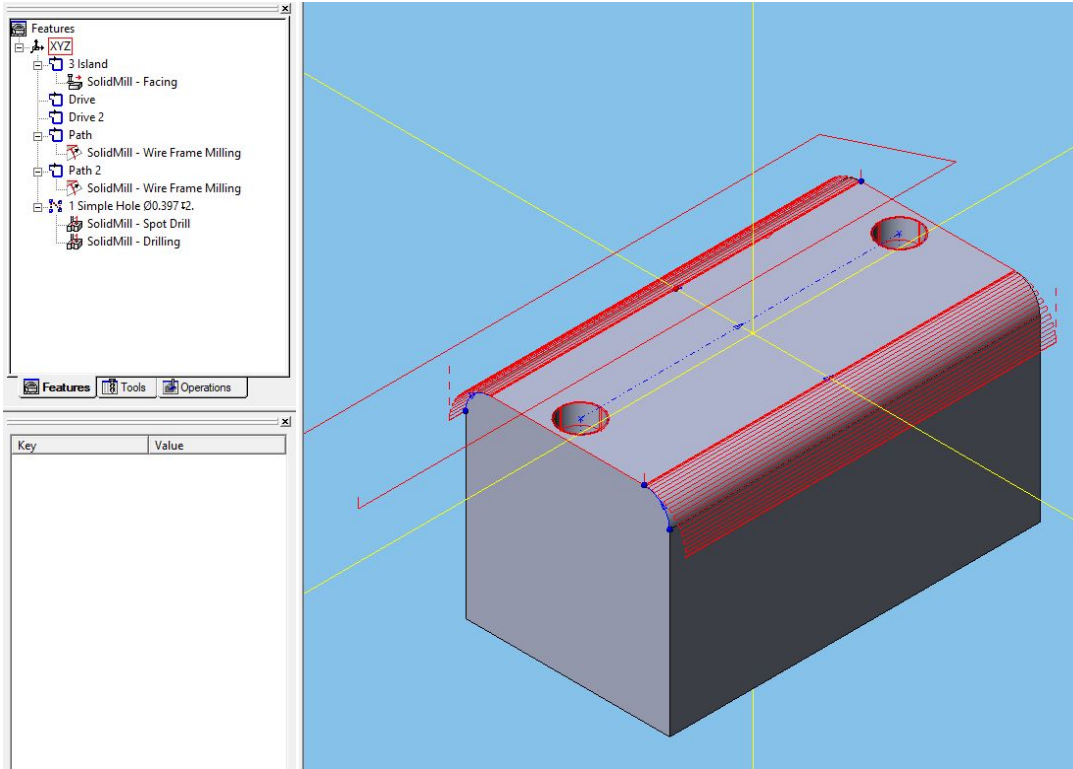 Features
XYZ
3 Island
SolidMill - Facing
Drive
Drive 2
Path
SolidMill - Wire Frame Milling
Path 2
SolidMill - Wire Frame Milling
1 Simple Hole Ø0.397 ↧2.
SolidMill - Spot Drill
SolidMill - Drilling
Features Tools Operations
Key Value